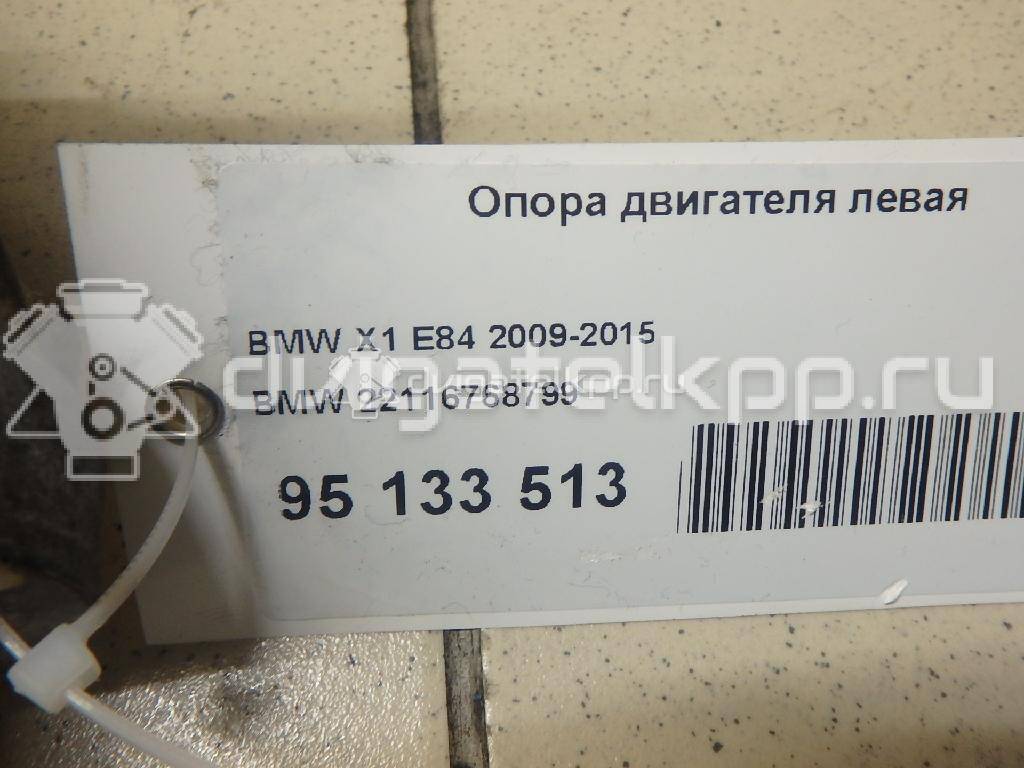 Опора двигателя левая
BMW X1 E84 2009-2015
BMW 22116768799
95 133 513
dvigatelkpp.ru